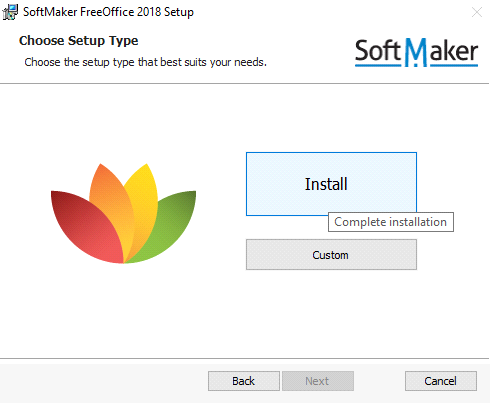 SoftMaker FreeOffice 2018 Setup
Choose Setup Type
Choose the setup type that best suits your needs.
SoftMaker
Install
Complete installation
Custom
Back
Next
Cancel